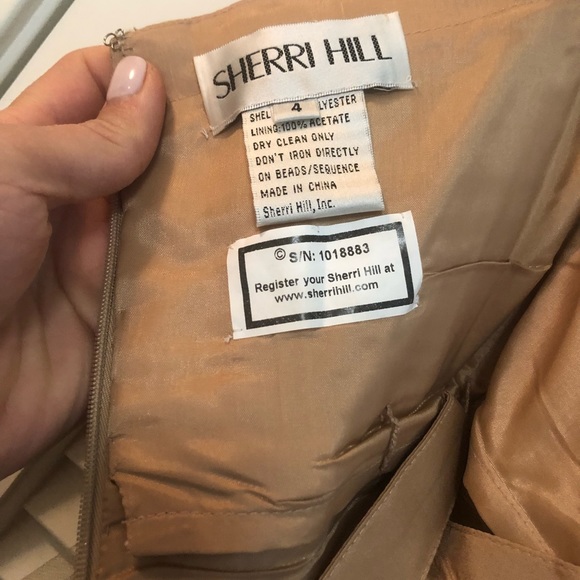 SHERRI HILL
4
SHEL LYESTER
LINING:100% ACETATE
DRY CLEAN ONLY
DON'T IRON DIRECTLY
ON BEADS/SEQUENCE
MADE IN CHINA
Sherri Hill, Inc.
© S/N: 1018883
Register your Sherri Hill at
www.sherrihill.com